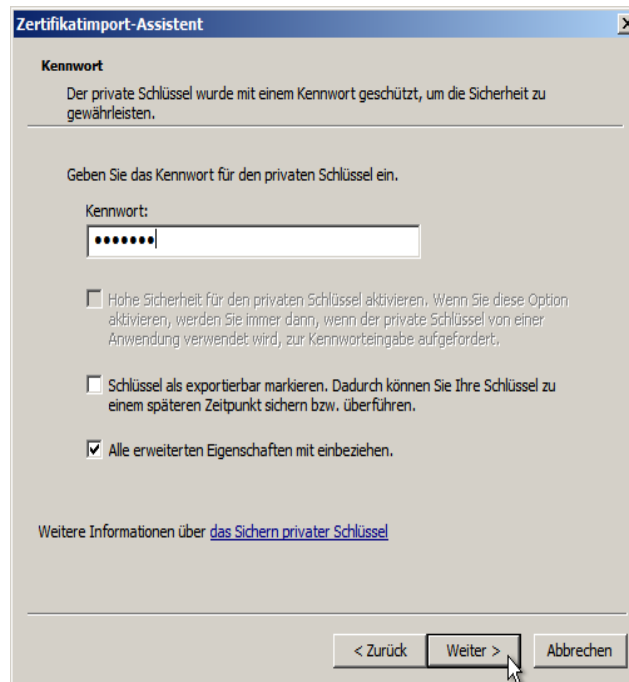 Zertifikatimport-Assistent
Kennwort
Der private Schlüssel wurde mit einem Kennwort geschützt, um die Sicherheit zu
gewährleisten.
Geben Sie das Kennwort für den privaten Schlüssel ein.
Kennwort:
•••••••
Hohe Sicherheit für den privaten Schlüssel aktivieren. Wenn Sie diese Option
aktivieren, werden Sie immer dann, wenn der private Schlüssel von einer
Anwendung verwendet wird, zur Kennworteingabe aufgefordert.
Schlüssel als exportierbar markieren. Dadurch können Sie Ihre Schlüssel zu
einem späteren Zeitpunkt sichern bzw. überführen.
Alle erweiterten Eigenschaften mit einbeziehen.
Weitere Informationen über das Sichern privater Schlüssel
< Zurück Weiter > Abbrechen